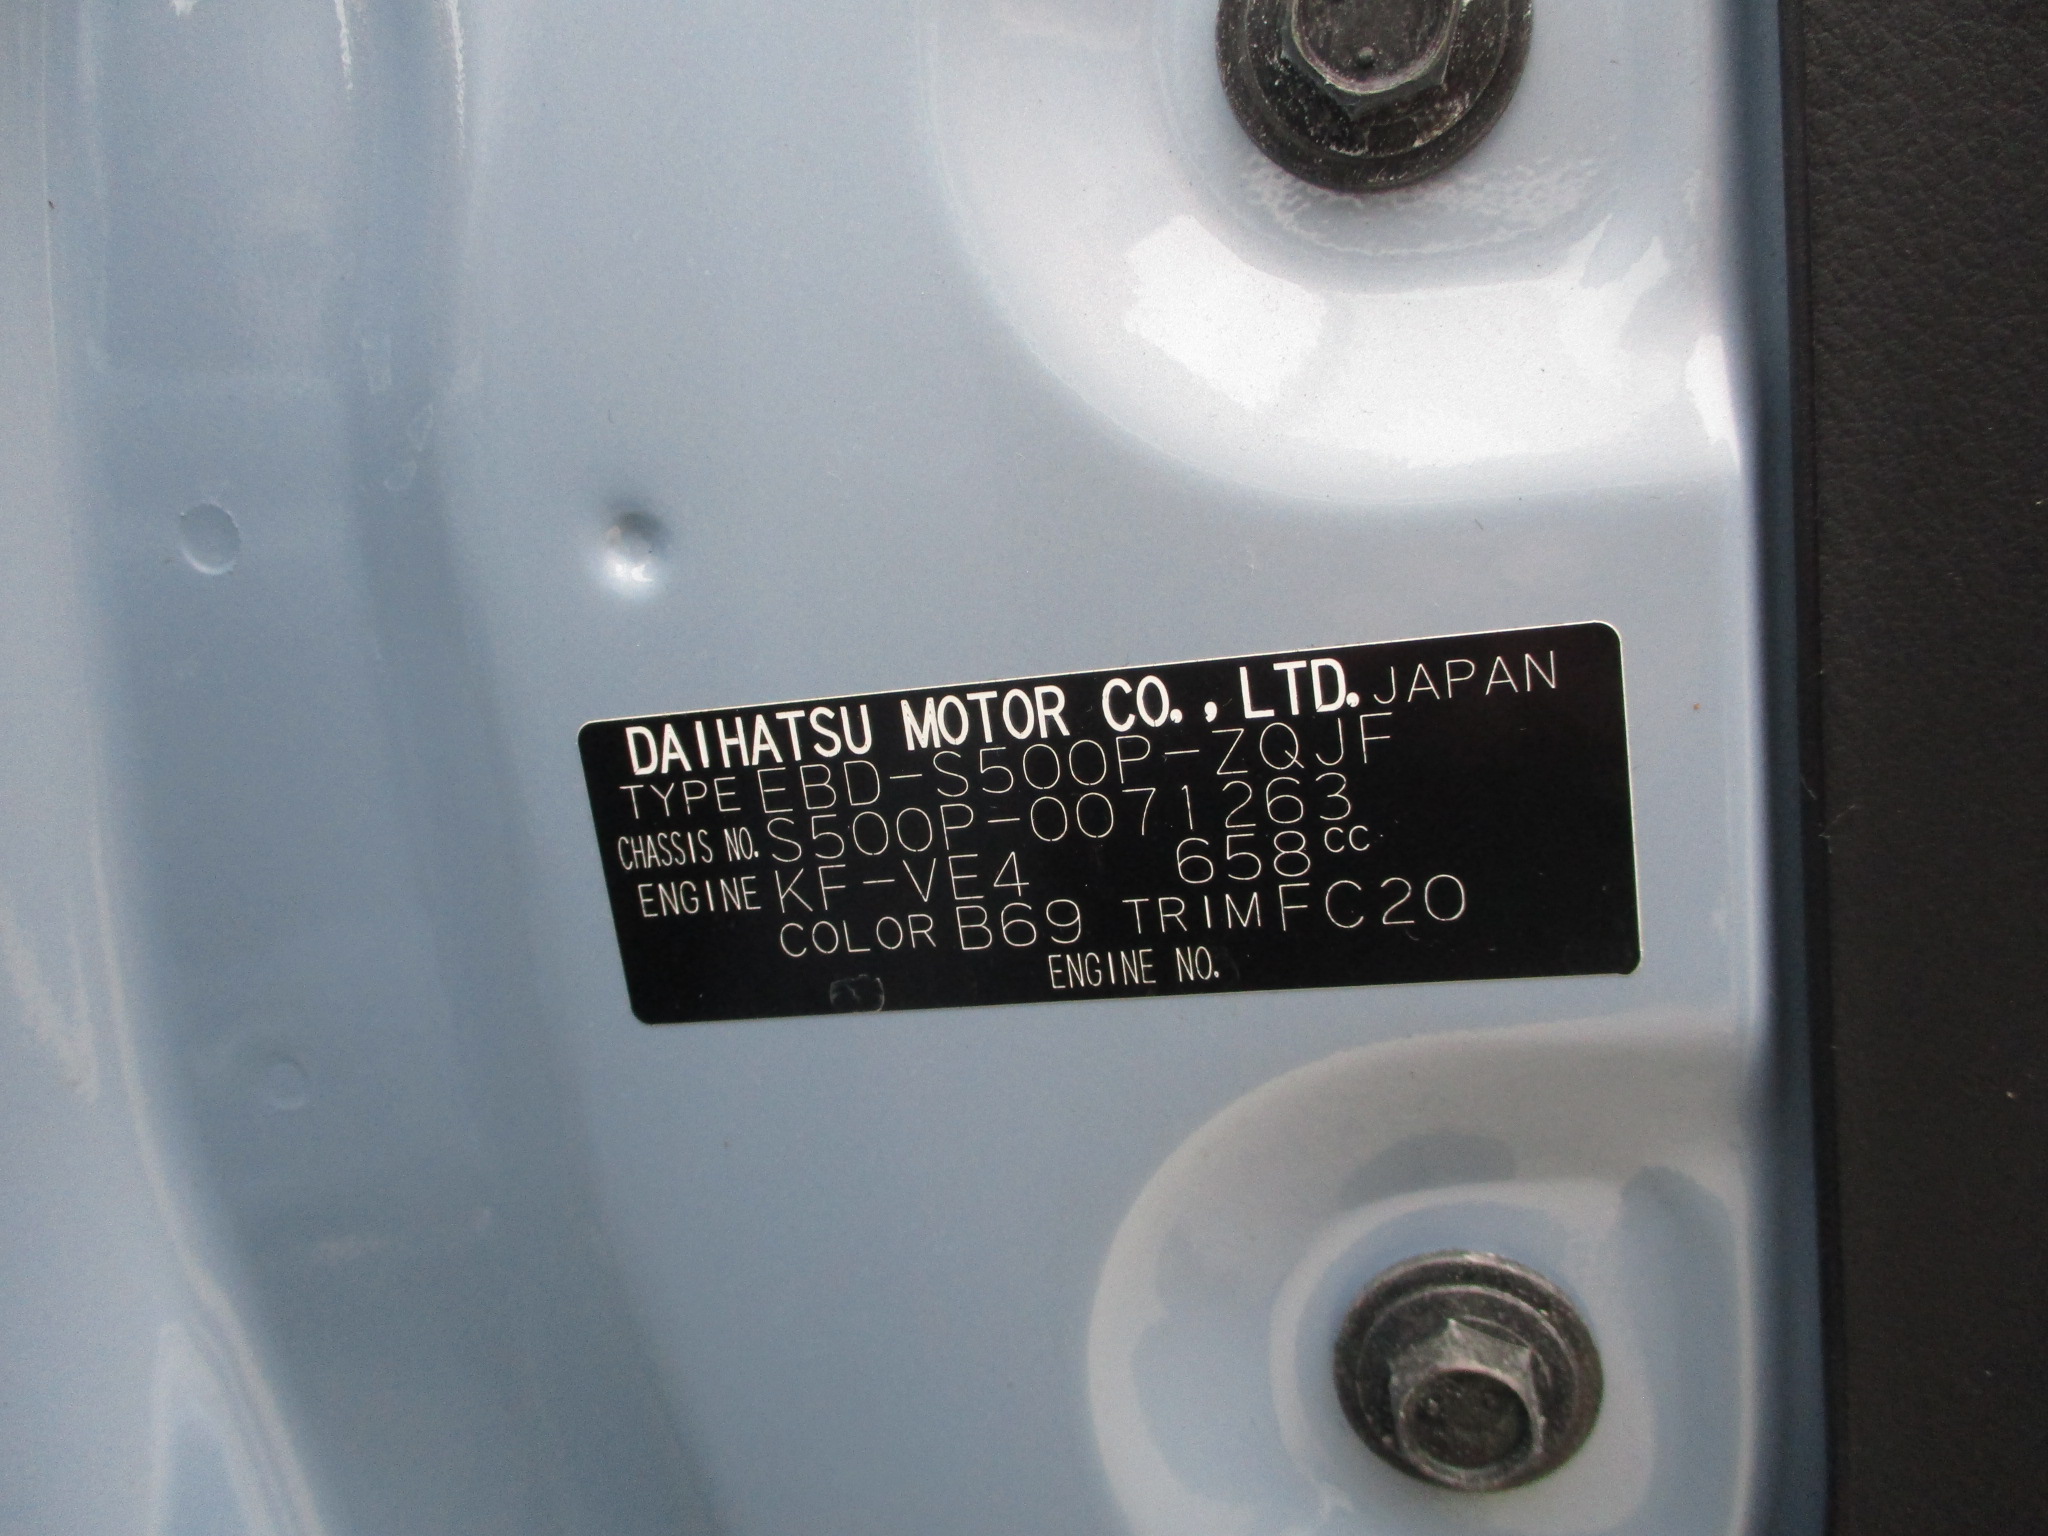 DAIHATSU MOTOR CO., LTD. JAPAN
TYPE EBD-S500P-ZQJF
CHASSIS NO. S500P-0071263
ENGINE KF-VE4 658cc
COLOR B69 TRIM FC20
ENGINE NO.